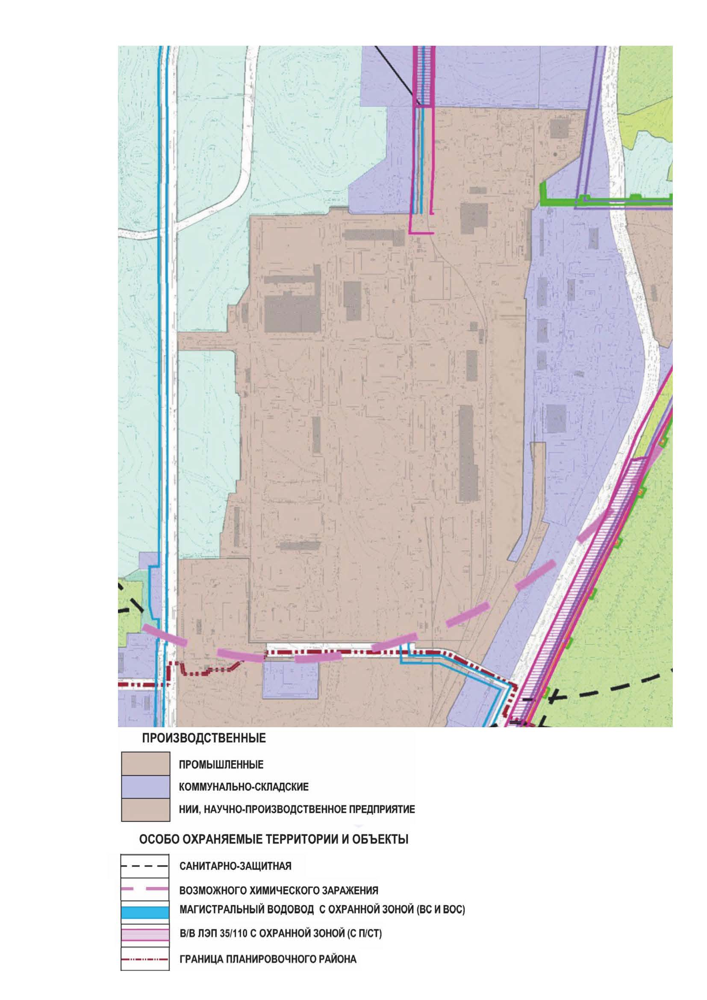 ПРОИЗВОДСТВЕННЫЕ
ПРОМЫШЛЕННЫЕ
КОММУНАЛЬНО-СКЛАДСКИЕ
НИИ, НАУЧНО-ПРОИЗВОДСТВЕННОЕ ПРЕДПРИЯТИЕ
ОСОБО ОХРАНЯЕМЫЕ ТЕРРИТОРИИ И ОБЪЕКТЫ
САНИТАРНО-ЗАЩИТНАЯ
ВОЗМОЖНОГО ХИМИЧЕСКОГО ЗАРАЖЕНИЯ
МАГИСТРАЛЬНЫЙ ВОДОВОД С ОХРАННОЙ ЗОНОЙ (ВС И ВОС)
В/В ЛЭП 35/110 С ОХРАННОЙ ЗОНОЙ (С П/СТ)
ГРАНИЦА ПЛАНИРОВОЧНОГО РАЙОНА